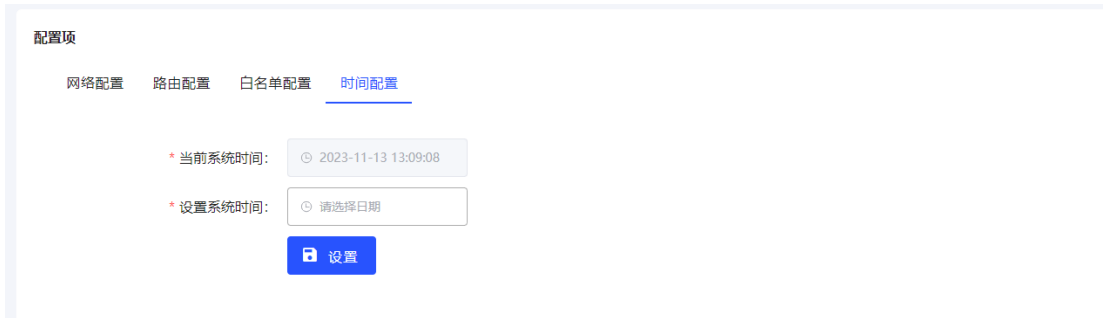 配置项
网络配置 路由配置 白名单配置 时间配置
* 当前系统时间： 2023-11-13 13:09:08
* 设置系统时间： 请选择日期
设置